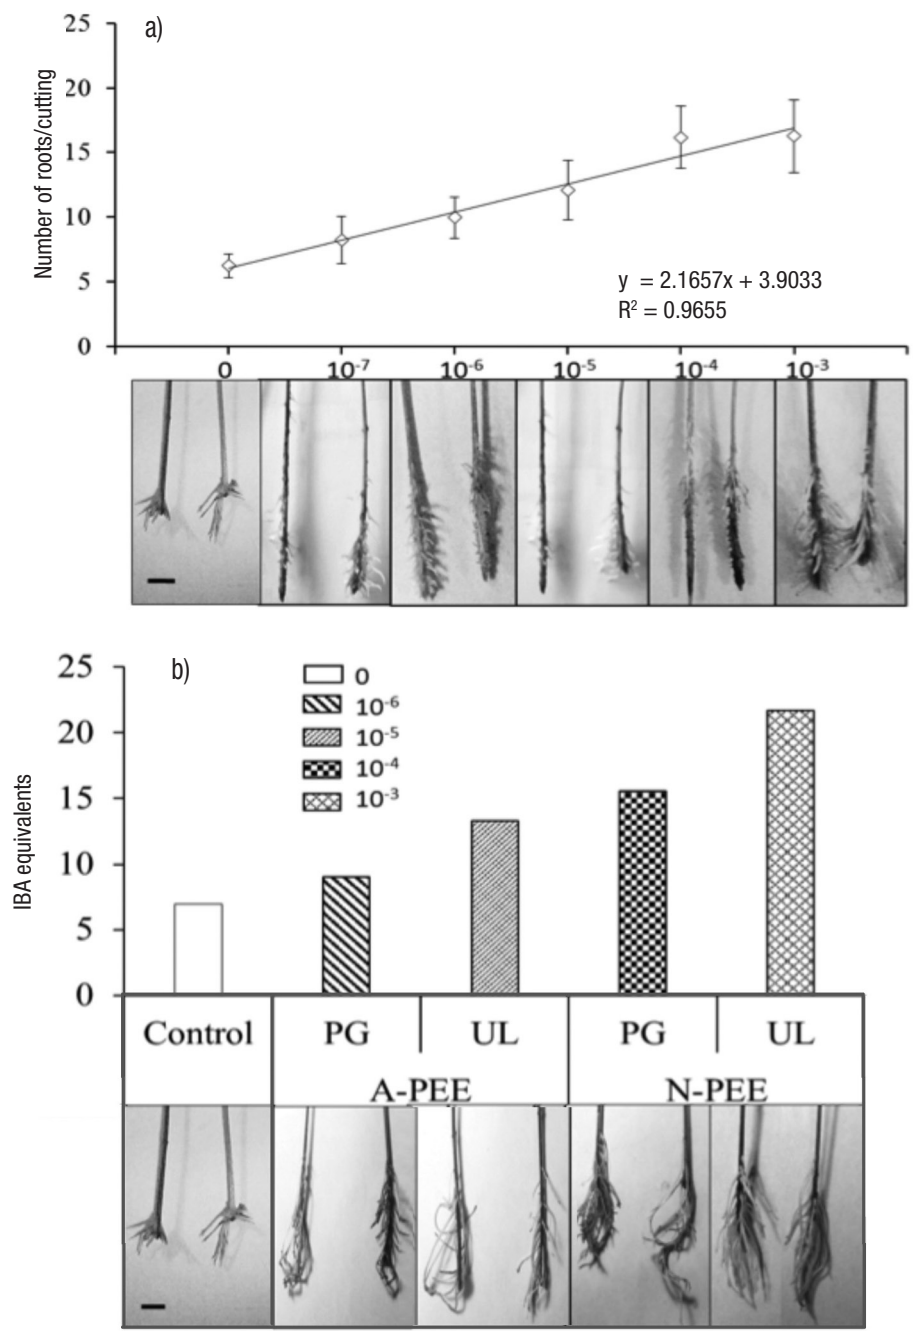 a)
25
20
15
10
5
0
Number of roots/cutting
y = 2.1657x + 3.9033
R² = 0.9655
0 10⁻⁷ 10⁻⁶ 10⁻⁵ 10⁻⁴ 10⁻³
b)
25
20
15
10
5
0
IBA equivalents
0
10⁻⁶
10⁻⁵
10⁻⁴
10⁻³
Control PG UL PG UL
A-PEE N-PEE